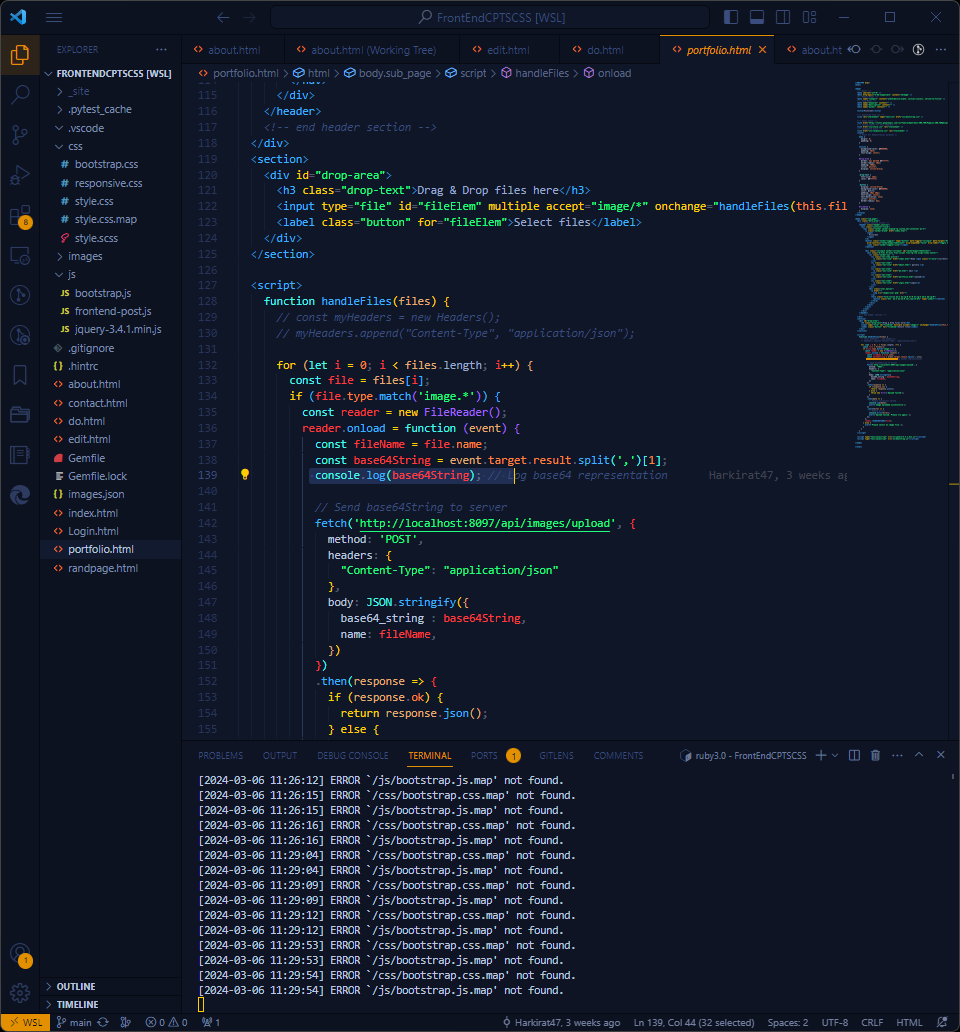 FrontEndCPTSCSS [WSL]
EXPLORER
about.html
about.html (Working Tree)
edit.html
do.html
portfolio.html
about.ht
FRONTENDCPTSCSS [WSL]
_site
.pytest_cache
.vscode
css
bootstrap.css
responsive.css
style.css
style.css.map
style.scss
images
js
bootstrap.js
frontend-post.js
jquery-3.4.1.min.js
.gitignore
.hintrc
about.html
contact.html
do.html
edit.html
Gemfile
Gemfile.lock
images.json
index.html
Login.html
portfolio.html
randpage.html
OUTLINE
TIMELINE
8
1
portfolio.html > html > body.sub_page > script > handleFiles > onload
115 </div>
116 </header>
117 <!-- end header section -->
118 </div>
119 <section>
120 <div id="drop-area">
121 <h3 class="drop-text">Drag & Drop files here</h3>
122 <input type="file" id="fileElem" multiple accept="image/*" onchange="handleFiles(this.fil
123 <label class="button" for="fileElem">Select files</label>
124 </div>
125 </section>
126
127 <script>
128 function handleFiles(files) {
129 // const myHeaders = new Headers();
130 // myHeaders.append("Content-Type", "application/json");
131
132 for (let i = 0; i < files.length; i++) {
133 const file = files[i];
134 if (file.type.match('image.*')) {
135 const reader = new FileReader();
136 reader.onload = function (event) {
137 const fileName = file.name;
138 const base64String = event.target.result.split(',')[1];
139 console.log(base64String); // Log base64 representation Harkirat47, 3 weeks ag
140
141 // Send base64String to server
142 fetch('http://localhost:8097/api/images/upload', {
143 method: 'POST',
144 headers: {
145 "Content-Type": "application/json"
146 },
147 body: JSON.stringify({
148 base64_string : base64String,
149 name: fileName,
150 })
151 })
152 .then(response => {
153 if (response.ok) {
154 return response.json();
155 } else {
PROBLEMS OUTPUT DEBUG CONSOLE TERMINAL PORTS 1 GITLENS COMMENTS ruby3.0 - FrontEndCPTSCSS
[2024-03-06 11:26:12] ERROR `/js/bootstrap.js.map' not found.
[2024-03-06 11:26:15] ERROR `/css/bootstrap.css.map' not found.
[2024-03-06 11:26:15] ERROR `/js/bootstrap.js.map' not found.
[2024-03-06 11:26:16] ERROR `/css/bootstrap.css.map' not found.
[2024-03-06 11:26:16] ERROR `/js/bootstrap.js.map' not found.
[2024-03-06 11:29:04] ERROR `/css/bootstrap.css.map' not found.
[2024-03-06 11:29:04] ERROR `/js/bootstrap.js.map' not found.
[2024-03-06 11:29:09] ERROR `/css/bootstrap.css.map' not found.
[2024-03-06 11:29:09] ERROR `/js/bootstrap.js.map' not found.
[2024-03-06 11:29:12] ERROR `/css/bootstrap.css.map' not found.
[2024-03-06 11:29:12] ERROR `/js/bootstrap.js.map' not found.
[2024-03-06 11:29:53] ERROR `/css/bootstrap.css.map' not found.
[2024-03-06 11:29:53] ERROR `/js/bootstrap.js.map' not found.
[2024-03-06 11:29:54] ERROR `/css/bootstrap.css.map' not found.
[2024-03-06 11:29:54] ERROR `/js/bootstrap.js.map' not found.
WSL main 0 0 1 Harkirat47, 3 weeks ago Ln 139, Col 44 (32 selected) Spaces: 2 UTF-8 CRLF HTML